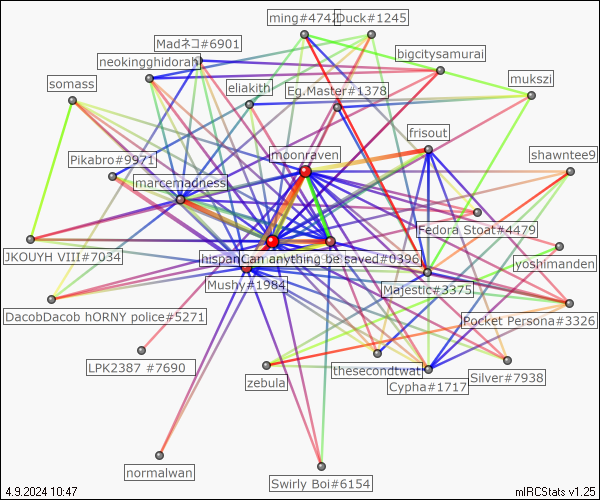 ming#4742
Duck#1245
Madネコ#6901
bigcitysamurai
neokingghidorah
somass
eliakith
Eg.Master#1378
mukszi
frisout
moonraven
shawntee9
Pikabro#9971
marcemadness
Fedora Stoat#4479
JKOUYH VIII#7034
hispan
Can anything be saved#0396
yoshimanden
Mushy#1984
Majestic#3375
DacobDacob hORNY police#5271
Pocket Persona#3326
LPK2387 #7690
thesecondtwat
zebula
Cypha#1717
Silver#7938
normalwan
Swirly Boi#6154
4.9.2024 10:47
mIRCStats v1.25